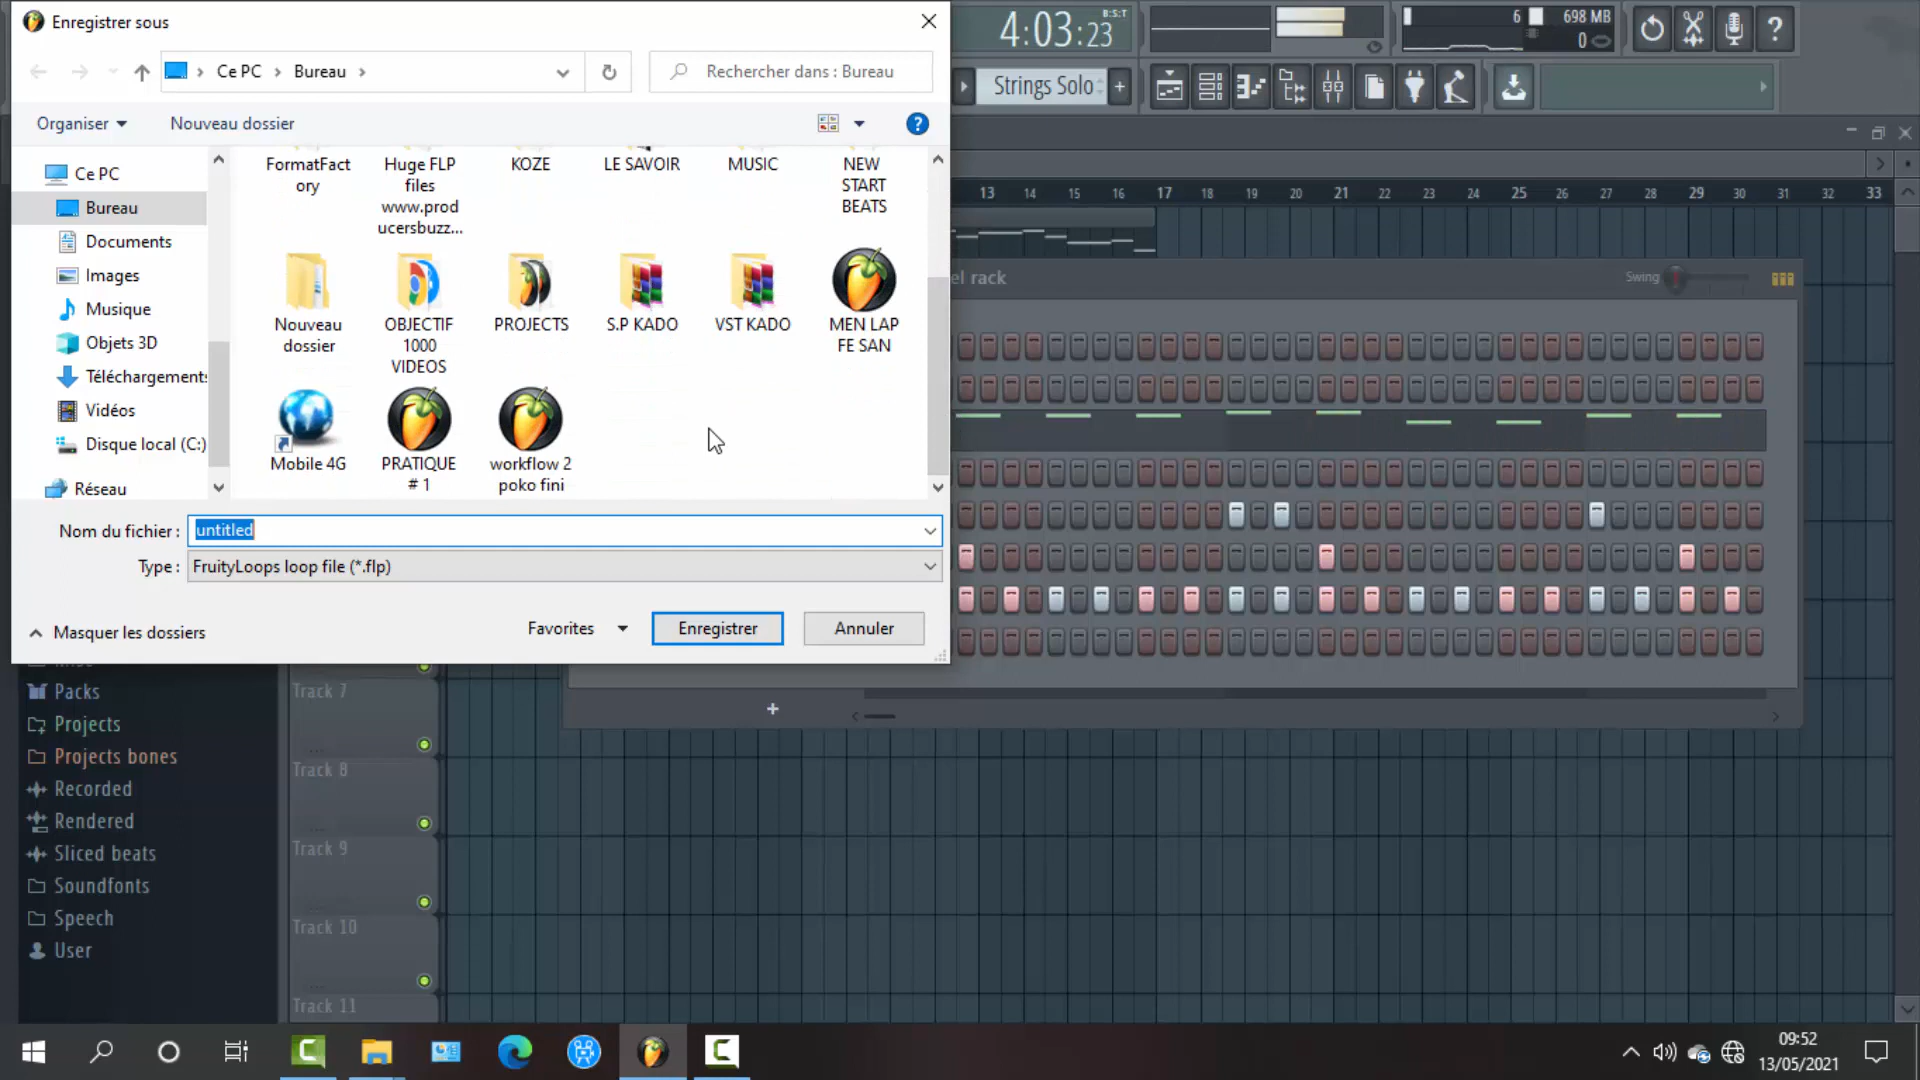 Enregistrer sous
Ce PC > Bureau >
Rechercher dans : Bureau
Organiser
Nouveau dossier
Ce PC
Bureau
Documents
Images
Musique
Objets 3D
Téléchargements
Vidéos
Disque local (C:)
Réseau
FormatFact
ory
Huge FLP
files
www.prod
ucersbuzz...
KOZE
LE SAVOIR
MUSIC
NEW
START
BEATS
Nouveau
dossier
OBJECTIF
1000
VIDEOS
PROJECTS
S.P KADO
VST KADO
MEN LAP
FE SAN
Mobile 4G
PRATIQUE
# 1
workflow 2
poko fini
Nom du fichier :
untitled
Type :
FruityLoops loop file (*.flp)
Masquer les dossiers
Favorites
Enregistrer
Annuler
4:03:23
B:S:T
6
698 MB
0
Strings Solo
13 14 15 16 17 18 19 20 21 22 23 24 25 26 27 28 29 30 31 32 33
el rack
Swing
Packs
Projects
Projects bones
Recorded
Rendered
Sliced beats
Soundfonts
Speech
User
Track 7
Track 8
Track 9
Track 10
Track 11
09:52
13/05/2021